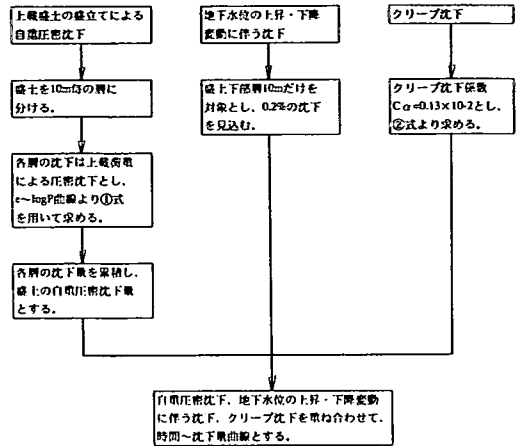 上載盛土の盛立てによる
自重圧密沈下
盛土を10m毎の層に
分ける。
各層の沈下は上載荷重
による圧密沈下とし、
e～logP曲線より①式
を用いて求める。
各層の沈下量を累積し、
盛土の自重圧密沈下量
とする。
地下水位の上昇・下降
変動に伴う沈下
盛土下部層10mだけを
対象とし、0.2%の沈下
を見込む。
クリープ沈下
クリープ沈下係数
Cα=0.13×10-2とし、
②式より求める。
自重圧密沈下、地下水位の上昇・下降変動
に伴う沈下、クリープ沈下を重ね合わせて、
時間～沈下量曲線とする。